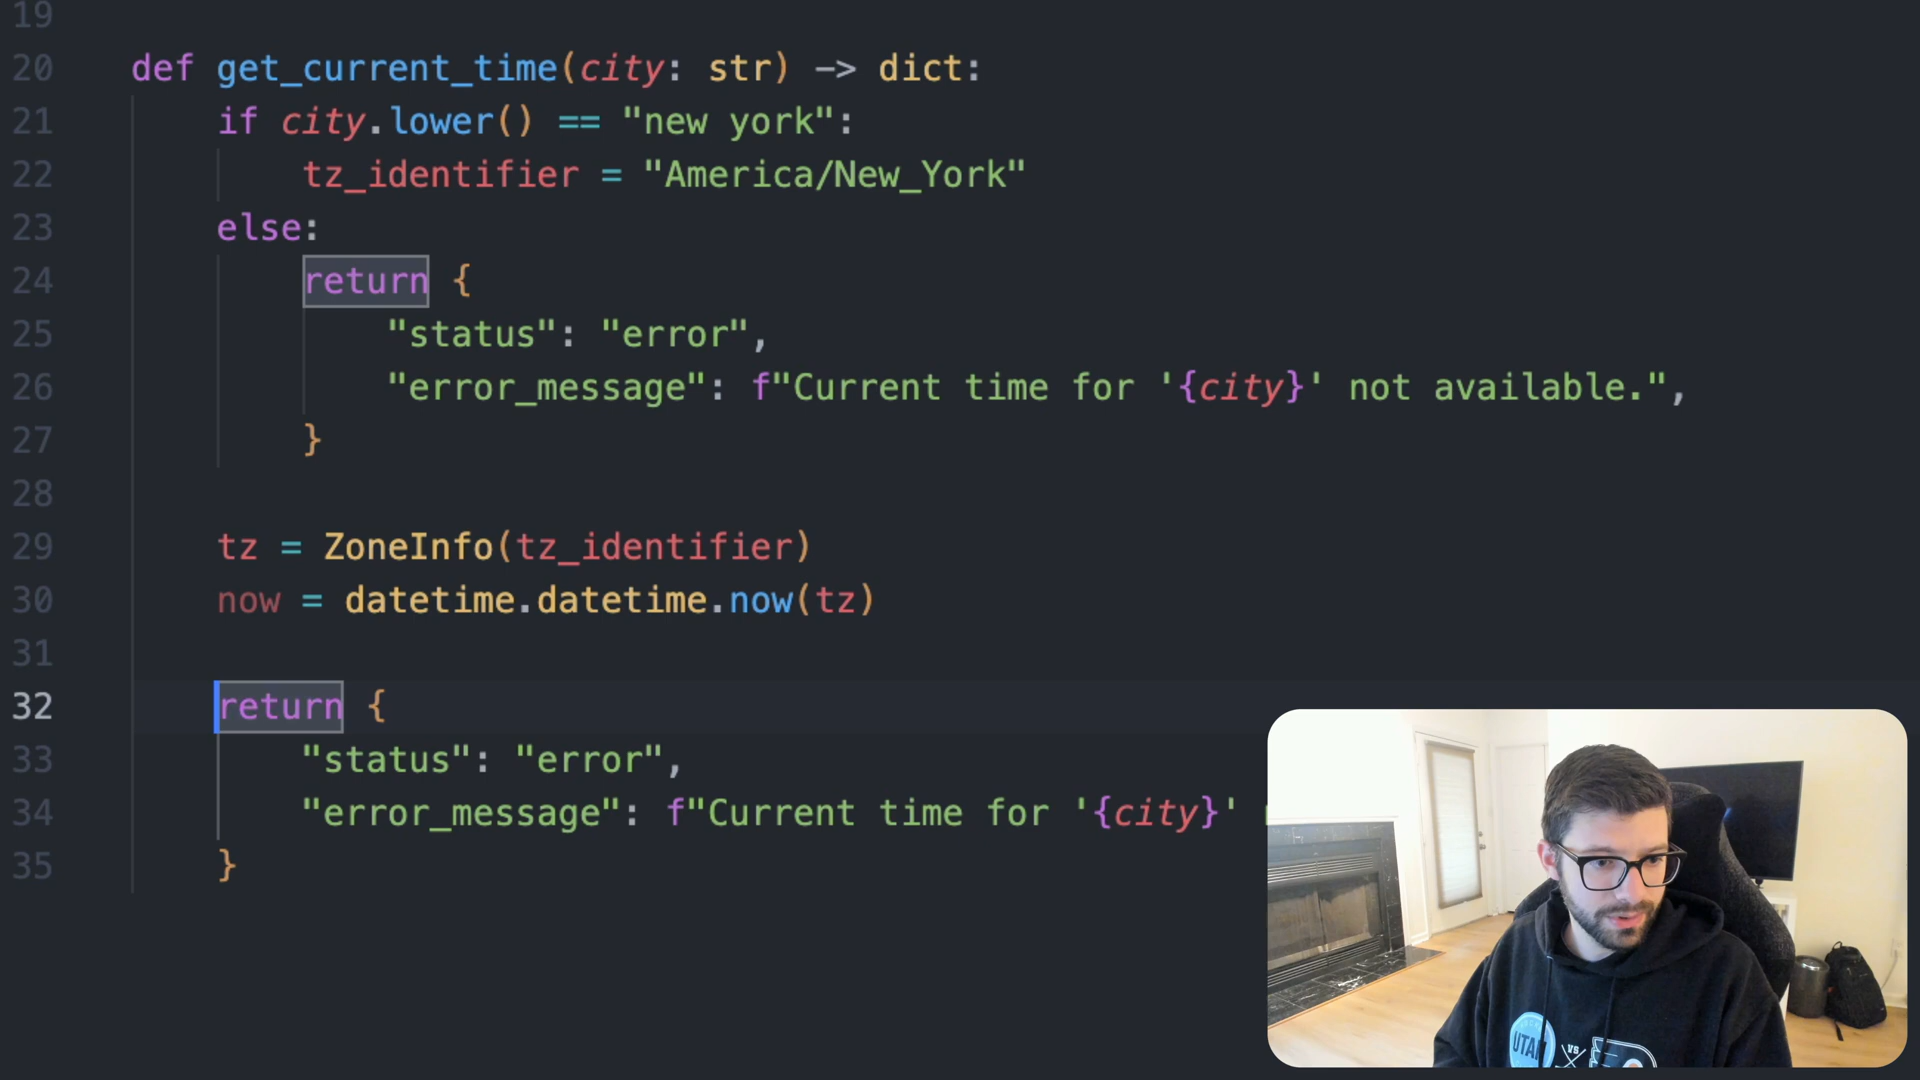 19
20 def get_current_time(city: str) -> dict:
21 if city.lower() == "new york":
22 tz_identifier = "America/New_York"
23 else:
24 return {
25 "status": "error",
26 "error_message": f"Current time for '{city}' not available.",
27 }
28
29 tz = ZoneInfo(tz_identifier)
30 now = datetime.datetime.now(tz)
31
32 return {
33 "status": "error",
34 "error_message": f"Current time for '{city}'
35 }
UTAH
VS